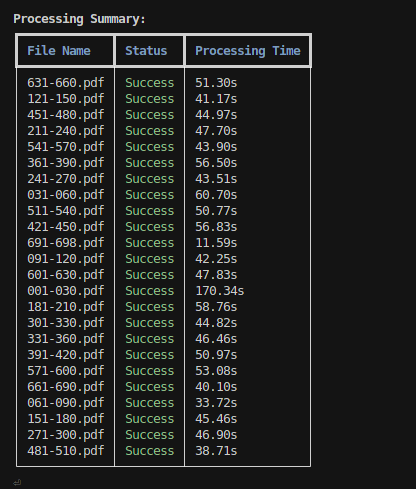 Processing Summary:
File Name Status Processing Time
631-660.pdf Success 51.30s
121-150.pdf Success 41.17s
451-480.pdf Success 44.97s
211-240.pdf Success 47.70s
541-570.pdf Success 43.90s
361-390.pdf Success 56.50s
241-270.pdf Success 43.51s
031-060.pdf Success 60.70s
511-540.pdf Success 50.77s
421-450.pdf Success 56.83s
691-698.pdf Success 11.59s
091-120.pdf Success 42.25s
601-630.pdf Success 47.83s
001-030.pdf Success 170.34s
181-210.pdf Success 58.76s
301-330.pdf Success 44.82s
331-360.pdf Success 46.46s
391-420.pdf Success 50.97s
571-600.pdf Success 53.08s
661-690.pdf Success 40.10s
061-090.pdf Success 33.72s
151-180.pdf Success 45.46s
271-300.pdf Success 46.90s
481-510.pdf Success 38.71s
⏎